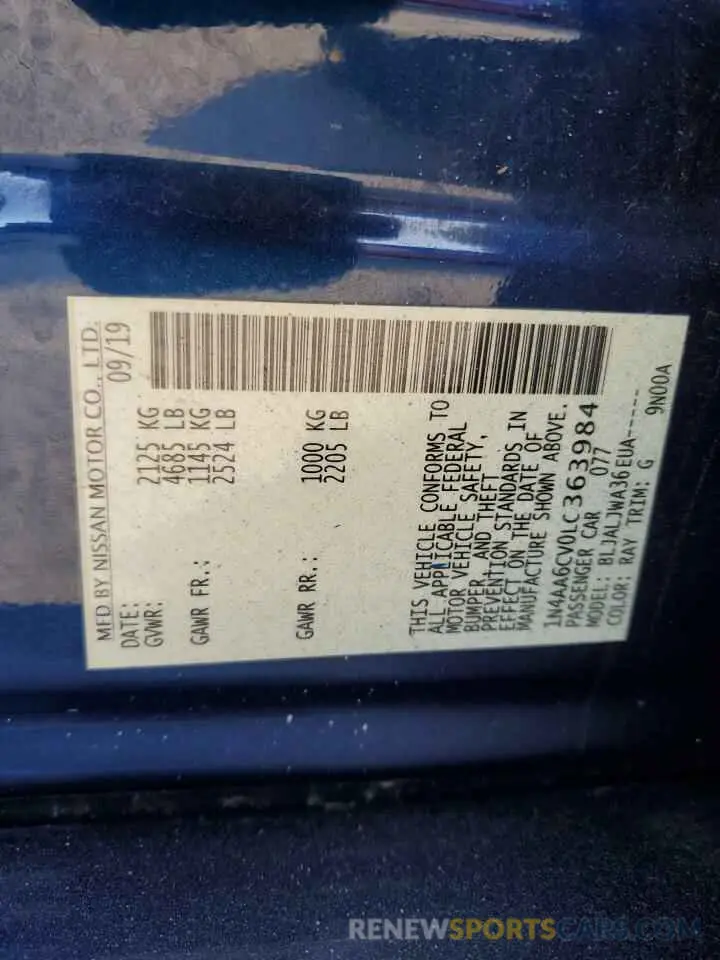 MFD BY NISSAN MOTOR CO., LTD.
DATE: 09/19
GVWR: 2125 KG
4685 LB
GAWR FR.: 1145 KG
2524 LB
GAWR RR.: 1000 KG
2205 LB
THIS VEHICLE CONFORMS TO
ALL APPLICABLE FEDERAL
MOTOR VEHICLE SAFETY,
BUMPER, AND THEFT
PREVENTION STANDARDS IN
EFFECT ON THE DATE OF
MANUFACTURE SHOWN ABOVE.
1N4AA6CV0LC363984
PASSENGER CAR 077
MODEL: BLJALJWA36EUA-----
COLOR: RAY TRIM: G 9N00A
RENEWSPORTSCARS.COM